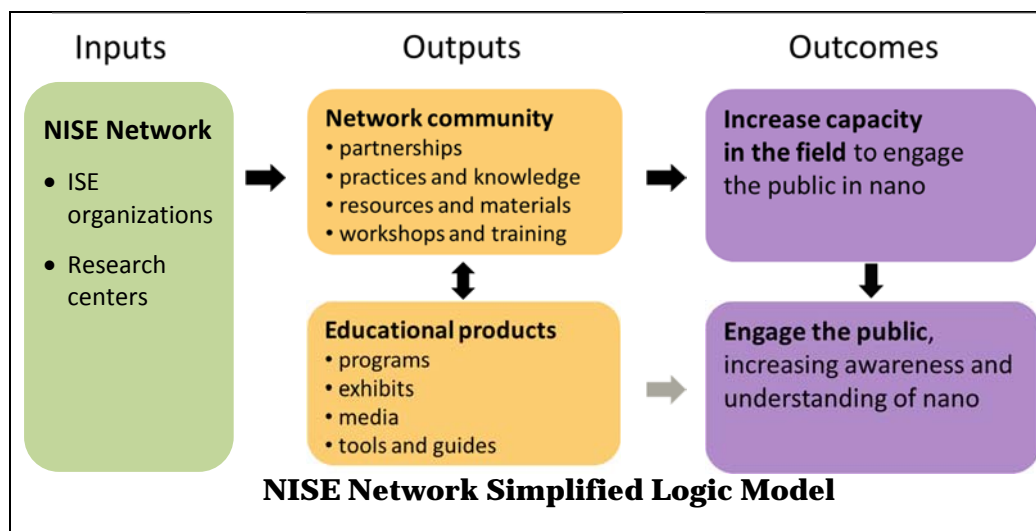 Inputs
Outputs
Outcomes
NISE Network
• ISE
organizations
• Research
centers
Network community
• partnerships
• practices and knowledge
• resources and materials
• workshops and training
Educational products
• programs
• exhibits
• media
• tools and guides
Increase capacity
in the field to engage
the public in nano
Engage the public,
increasing awareness and
understanding of nano
NISE Network Simplified Logic Model